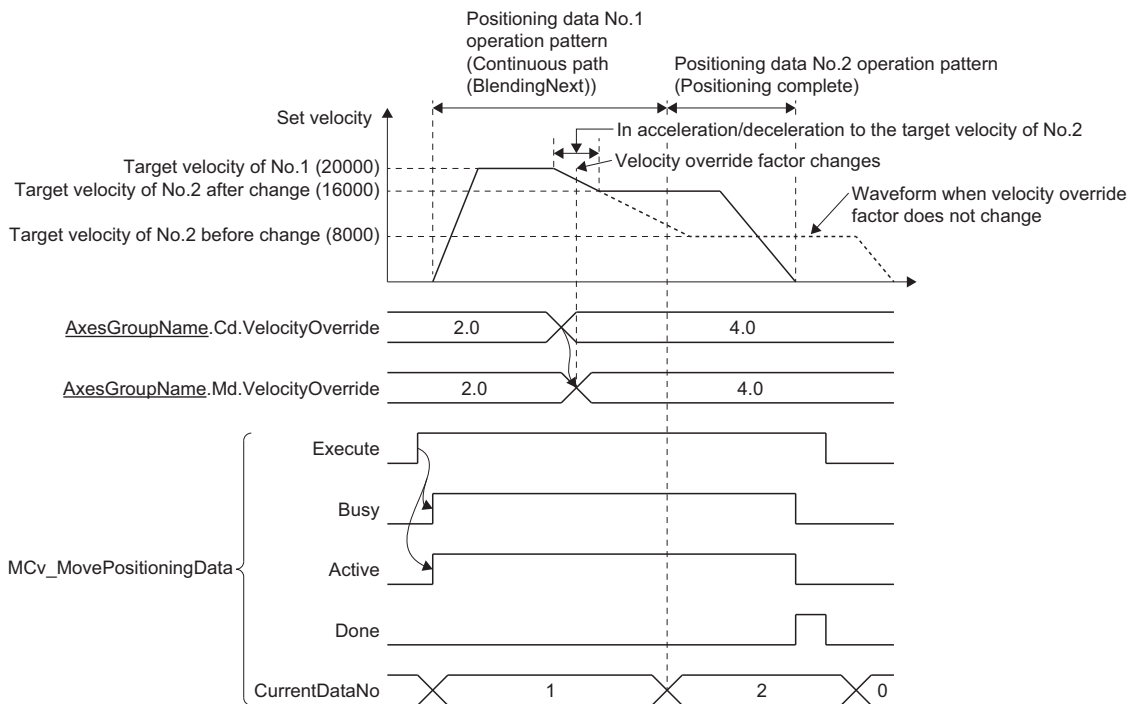 Positioning data No.1
operation pattern
(Continuous path
(BlendingNext))
Positioning data No.2 operation pattern
(Positioning complete)
Set velocity
In acceleration/deceleration to the target velocity of No.2
Target velocity of No.1 (20000)
Velocity override factor changes
Target velocity of No.2 after change (16000)
Waveform when velocity override
factor does not change
Target velocity of No.2 before change (8000)
AxesGroupName.Cd.VelocityOverride
2.0
4.0
AxesGroupName.Md.VelocityOverride
2.0
4.0
Execute
Busy
MCv_MovePositioningData
Active
Done
CurrentDataNo
1
2
0